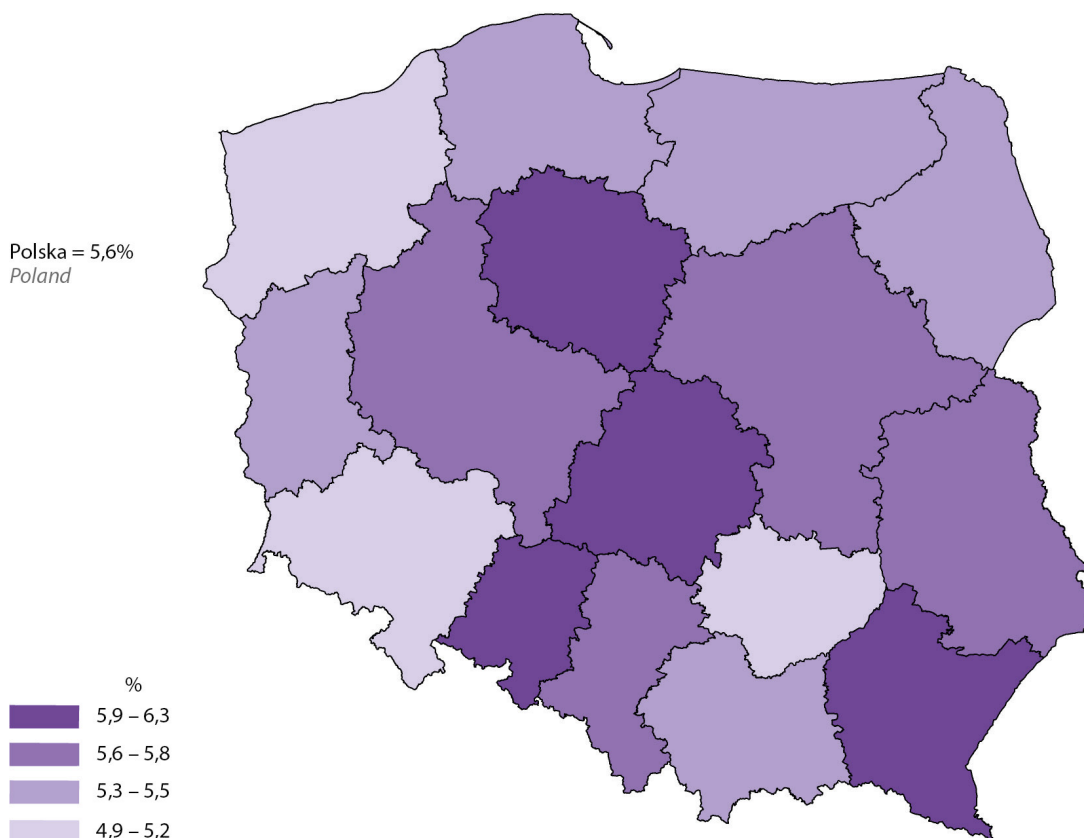 Polska = 5,6%
Poland
%
5,9 – 6,3
5,6 – 5,8
5,3 – 5,5
4,9 – 5,2